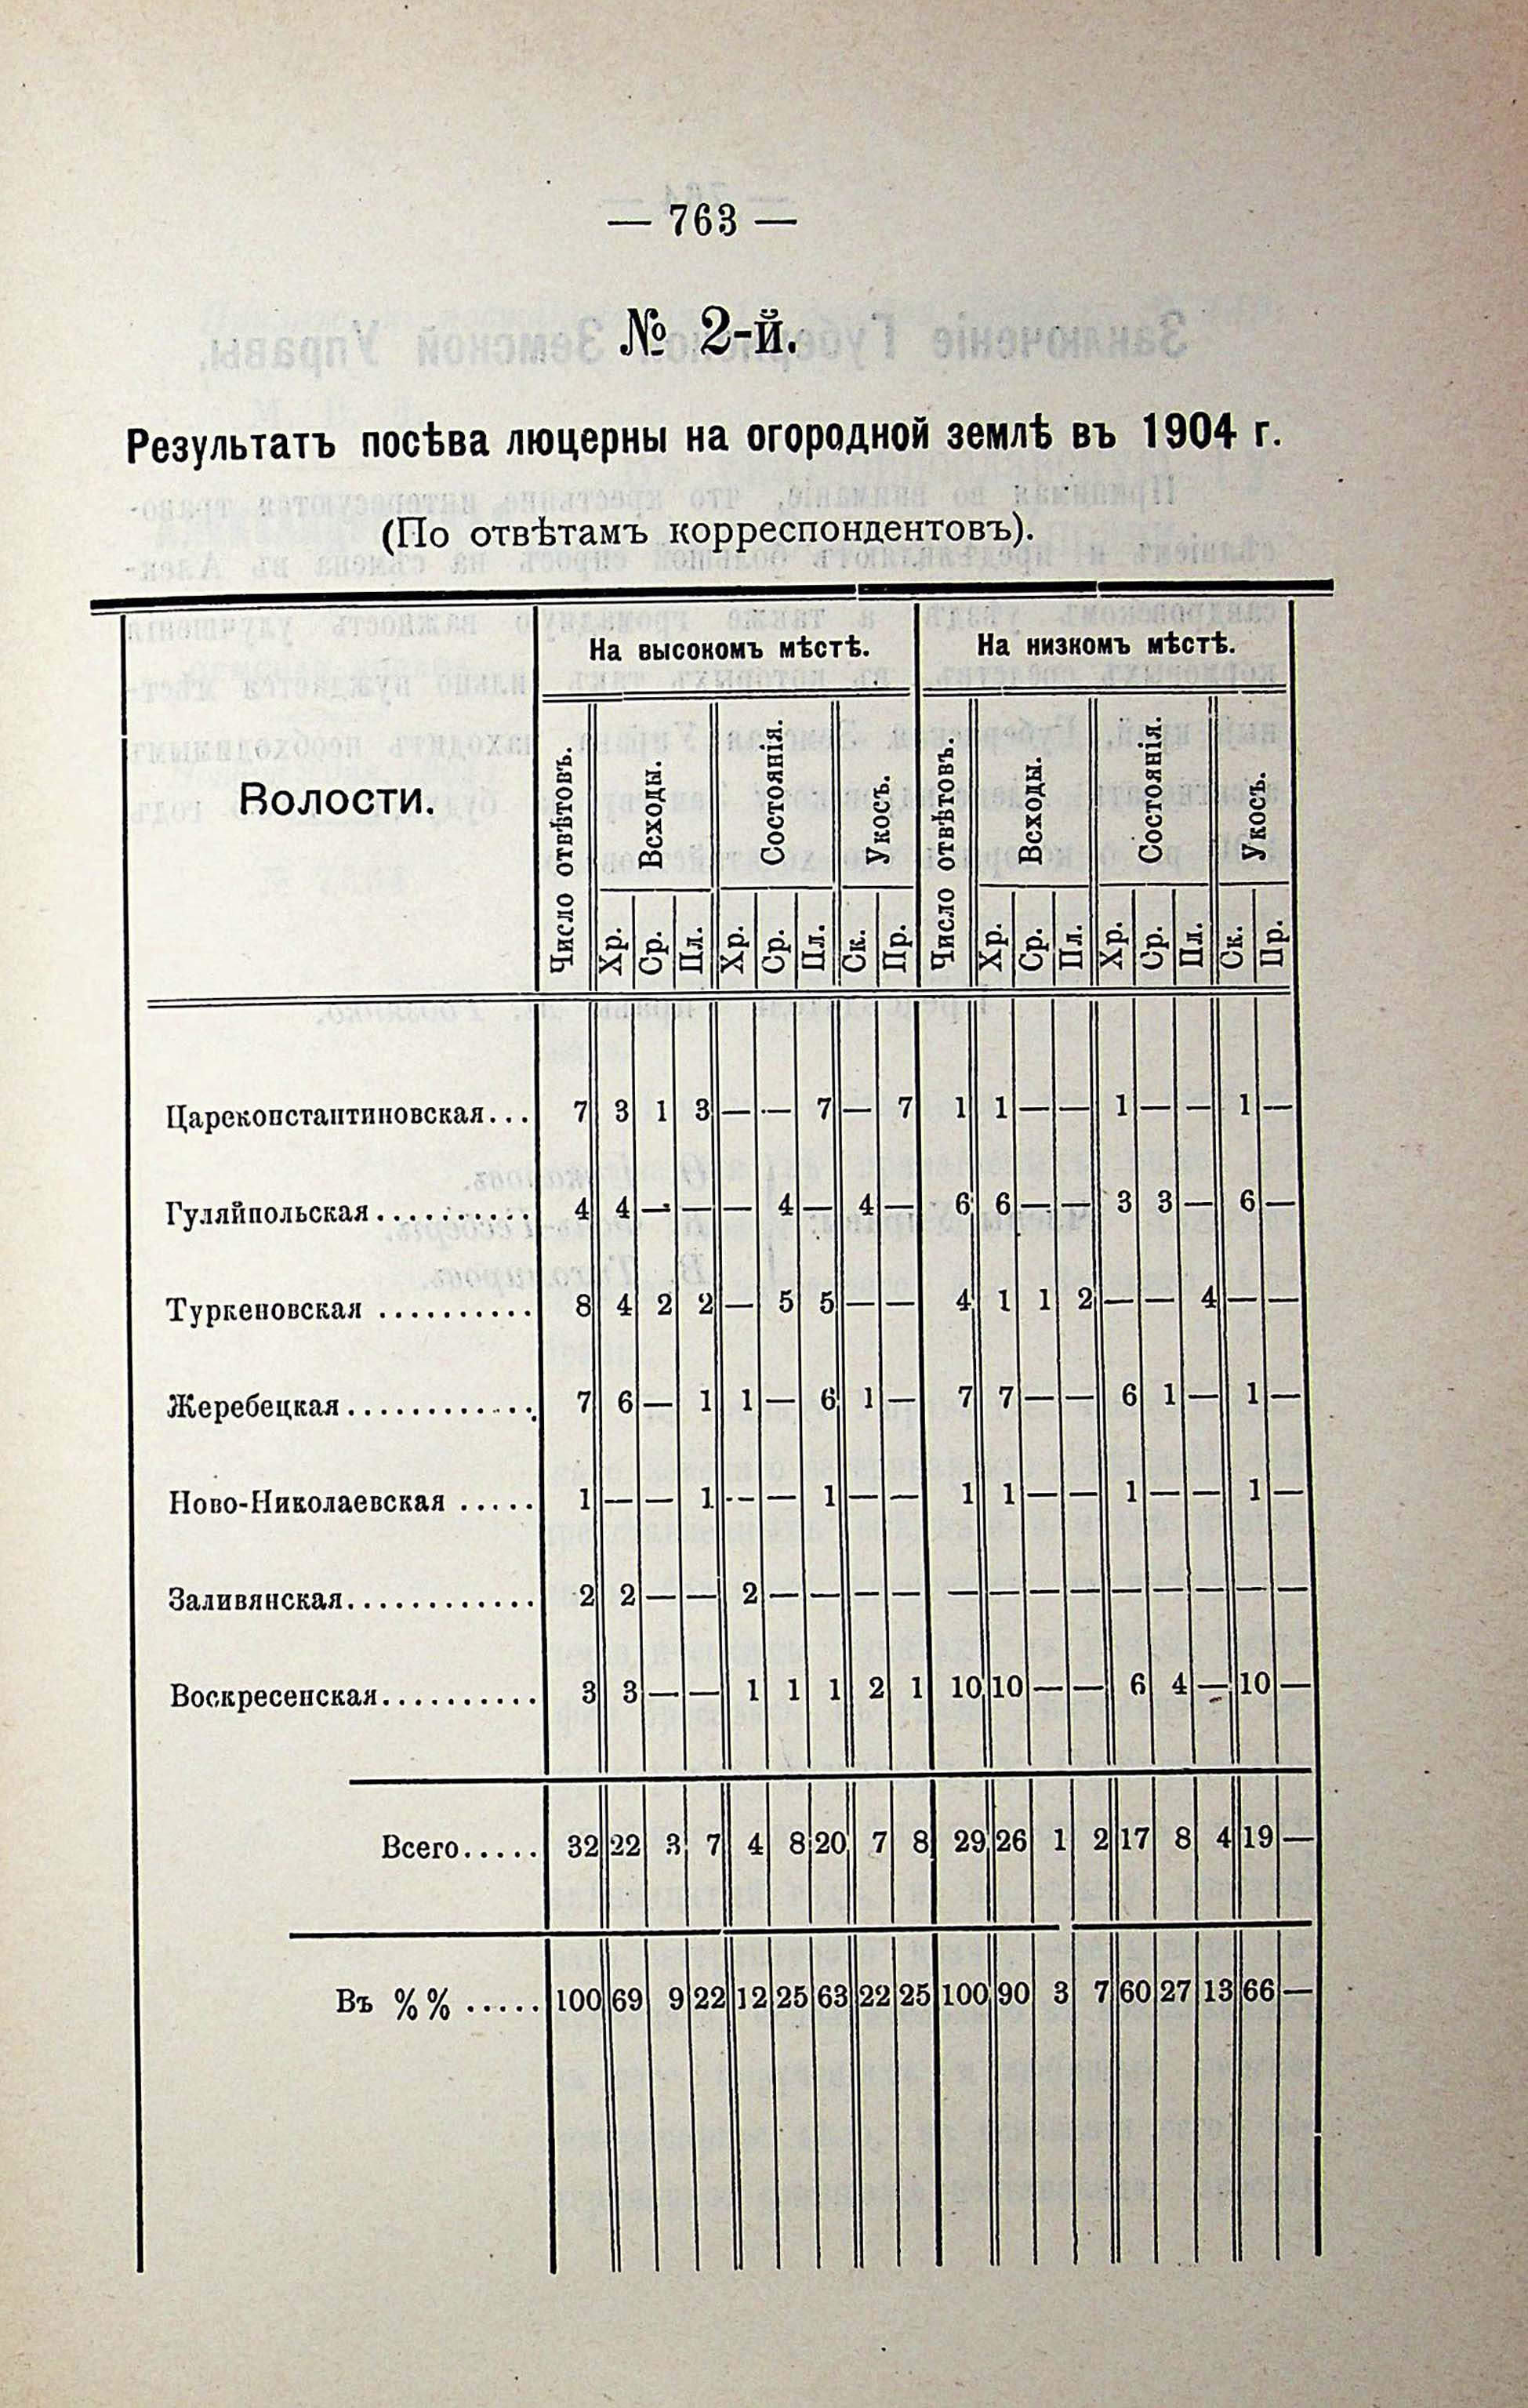 — 763 —
№ 2-й.
Результатъ посѣва люцерны на огородной землѣ въ 1904 г.
(По отвѣтамъ корреспондентовъ).
Волости.
На высокомъ мѣстѣ. На низкомъ мѣстѣ.
Число отвѣтовъ. Всходы. Состоянія. Укосъ. Число отвѣтовъ. Всходы. Состоянія. Укосъ.
Хр. Ср. Пл. Хр. Ср. Пл. Ск. Пр. Хр. Ср. Пл. Хр. Ср. Пл. Ск. Пр.
Цареконстантиновская... 7 3 1 3 — — 7 — 7 1 1 — — 1 — — 1 —
Гуляйпольская.......... 4 4 — — — 4 — 4 — 6 6 — — 3 3 — 6 —
Туркеновская .......... 8 4 2 2 — 5 5 — — 4 1 1 2 — — 4 — —
Жеребецкая............ 7 6 — 1 1 — 6 1 — 7 7 — — 6 1 — 1 —
Ново-Николаевская ..... 1 — — 1 — — 1 — — 1 1 — — 1 — — 1 —
Заливянская............ 2 2 — — 2 — — — — — — — — — — — — —
Воскресенская.......... 3 3 — — 1 1 1 2 1 10 10 — — 6 4 — 10 —
Всего..... 32 22 3 7 4 8 20 7 8 29 26 1 2 17 8 4 19 —
Въ %% ..... 100 69 9 22 12 25 63 22 25 100 90 3 7 60 27 13 66 —